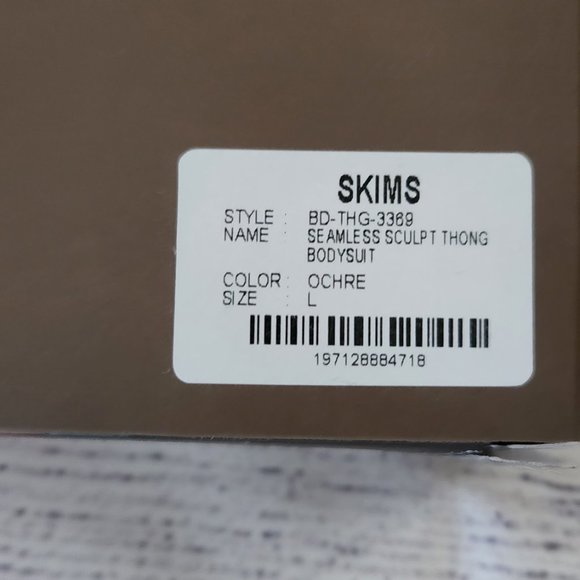 SKIMS
STYLE : BD-THG-3369
NAME : SEAMLESS SCULPT THONG
BODYSUIT
COLOR : OCHRE
SIZE : L
197128884718